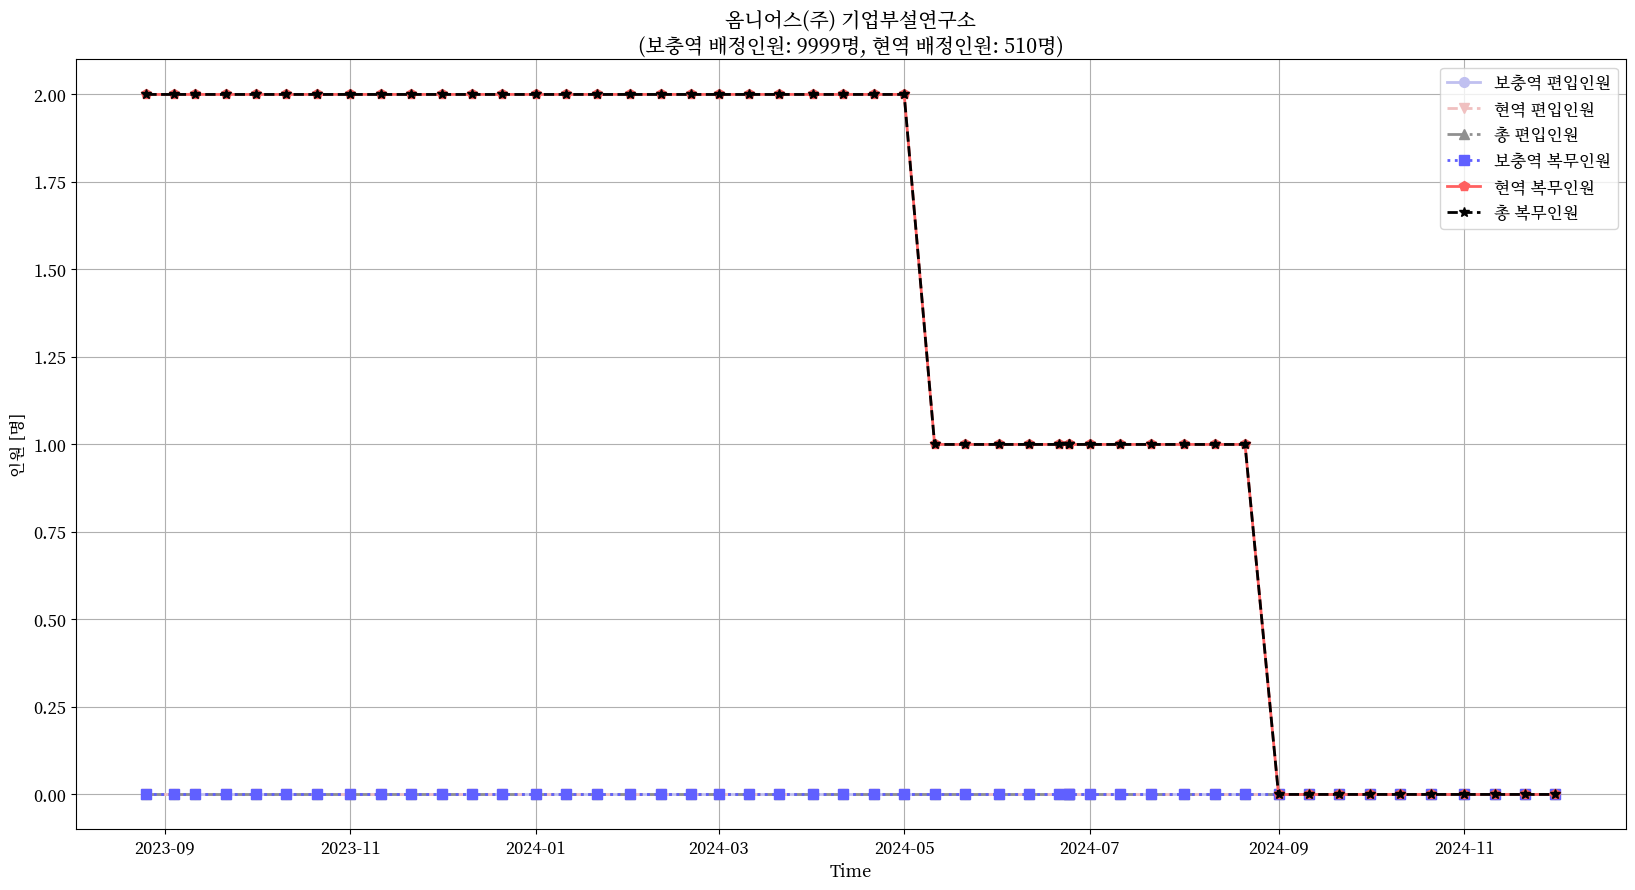 옴니어스(주) 기업부설연구소
(보충역 배정인원: 9999명, 현역 배정인원: 510명)
보충역 편입인원
현역 편입인원
총 편입인원
보충역 복무인원
현역 복무인원
총 복무인원
인원 [명]
2.00
1.75
1.50
1.25
1.00
0.75
0.50
0.25
0.00
2023-09 2023-11 2024-01 2024-03 2024-05 2024-07 2024-09 2024-11
Time